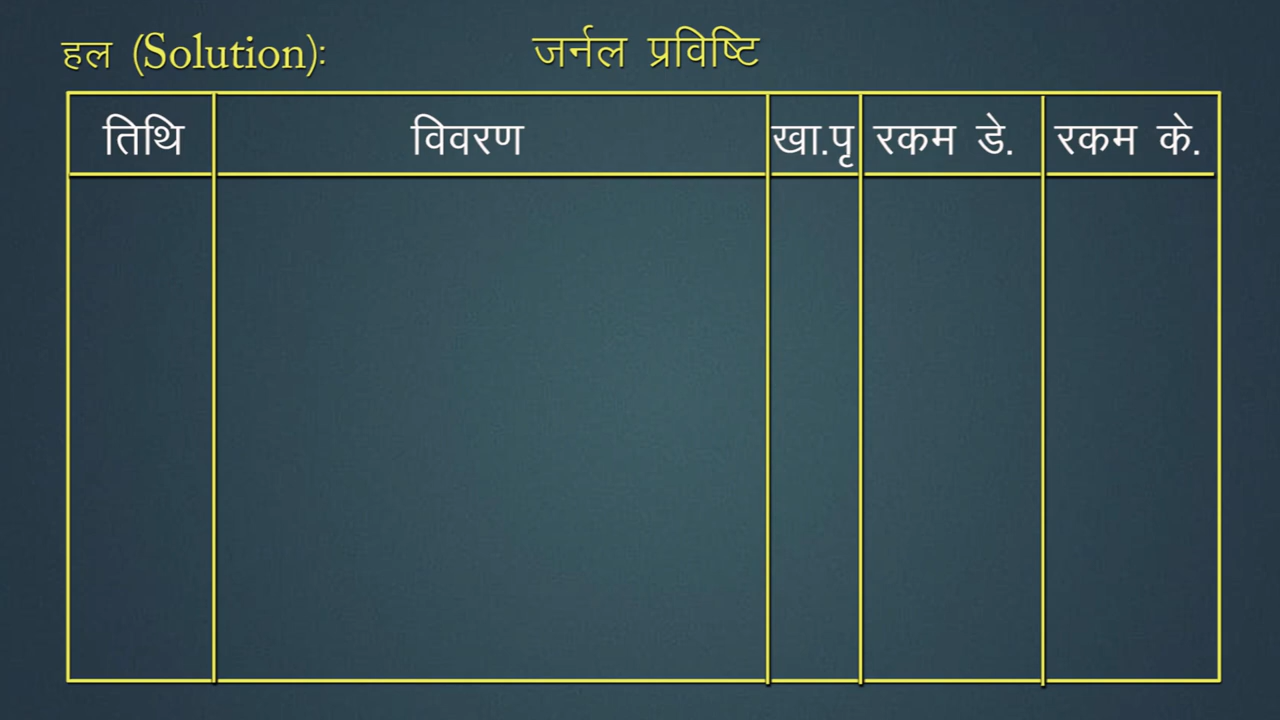 हल (Solution): जर्नल प्रविष्टि
तिथि विवरण खा.पृ रकम डे. रकम के.